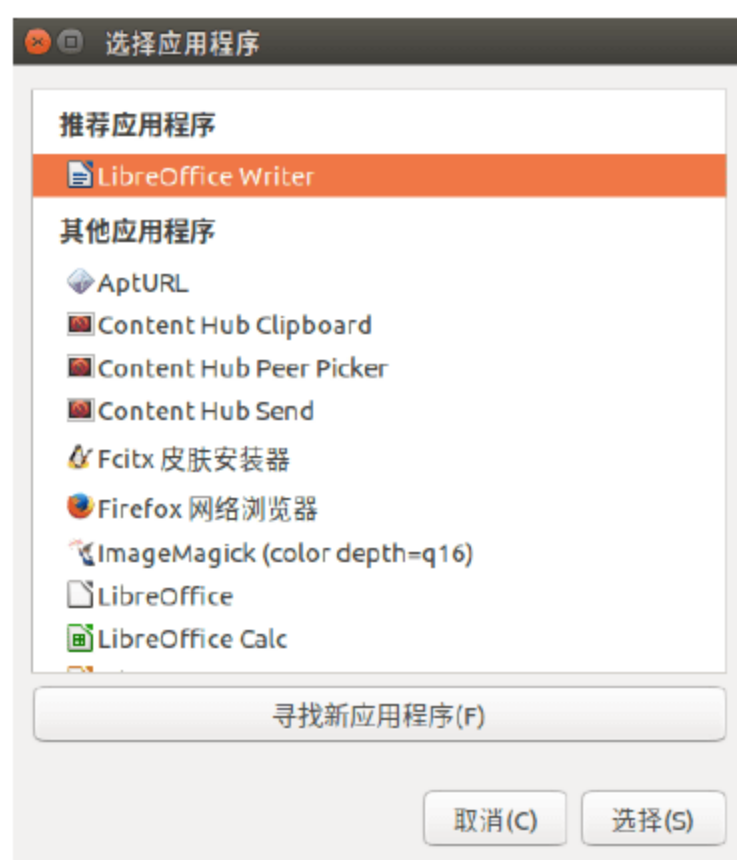 选择应用程序
推荐应用程序
LibreOffice Writer
其他应用程序
AptURL
Content Hub Clipboard
Content Hub Peer Picker
Content Hub Send
Fcitx 皮肤安装器
Firefox 网络浏览器
ImageMagick (color depth=q16)
LibreOffice
LibreOffice Calc
寻找新应用程序(F)
取消(C)
选择(S)